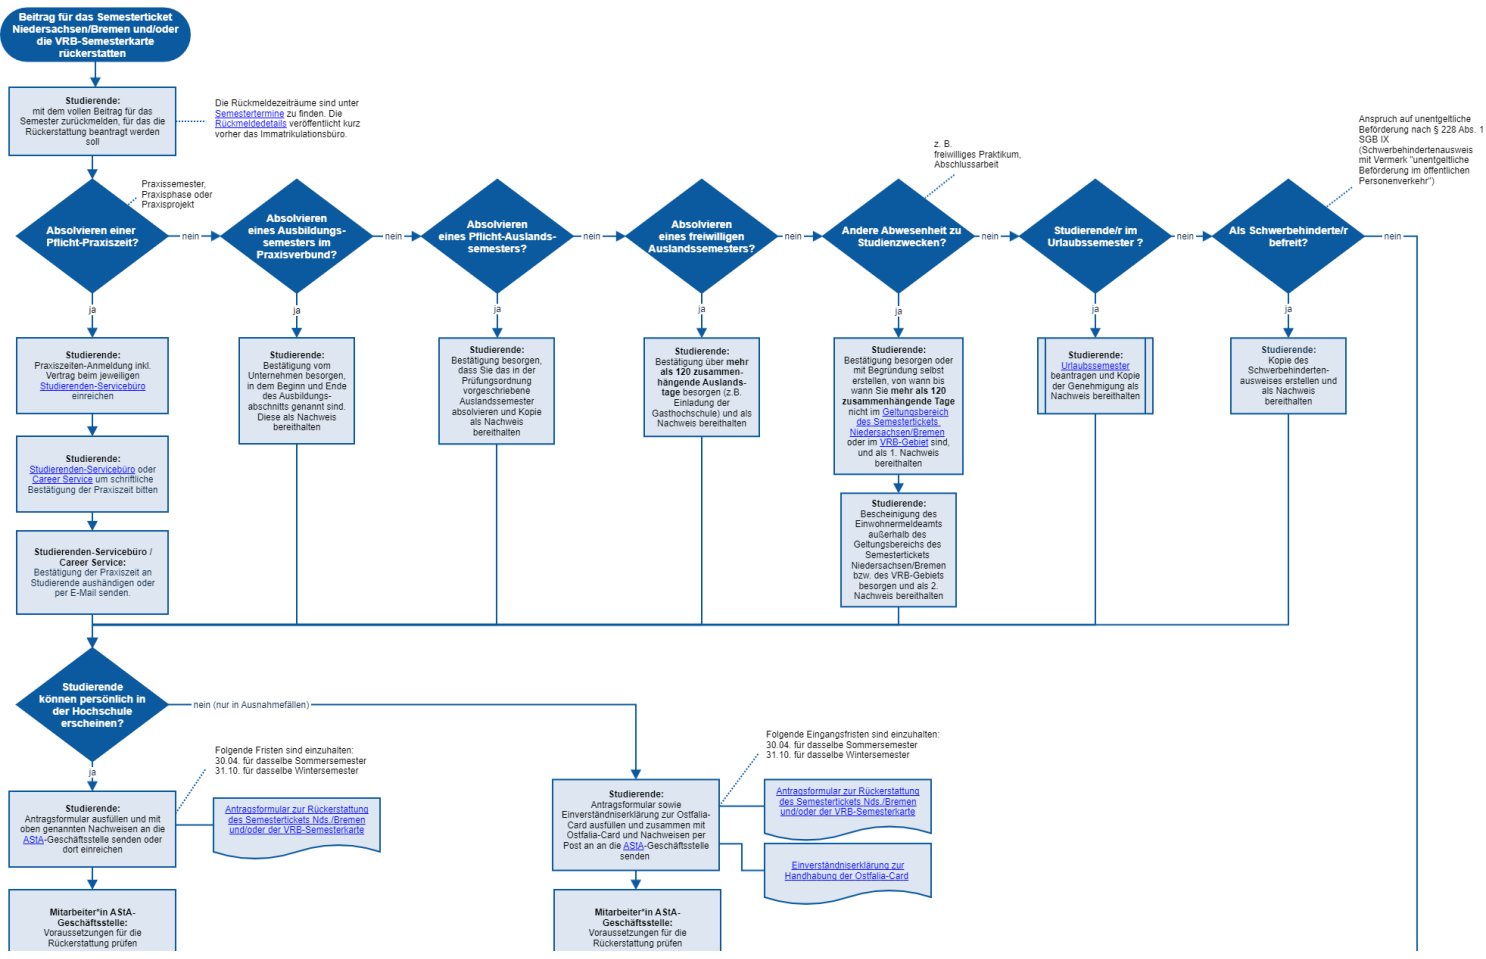 Beitrag für das Semesterticket
Niedersachsen/Bremen und/oder
die VRB-Semesterkarte
rückerstatten
Studierende:
mit dem vollen Beitrag für das
Semester zurückmelden, für das die
Rückerstattung beantragt werden
soll
Die Rückmeldezeiträume sind unter
Semestertermine zu finden. Die
Rückmeldedetails veröffentlicht kurz
vorher das Immatrikulationsbüro.
Absolvieren einer
Pflicht-Praxiszeit?
Praxissemester,
Praxisphase oder
Praxisprojekt
nein
Absolvieren
eines Ausbildungs-
semesters im
Praxisverbund?
nein
Absolvieren
eines Pflicht-Auslands-
semesters?
nein
Absolvieren
eines freiwilligen
Auslandssemesters?
nein
z. B.
freiwilliges Praktikum,
Abschlussarbeit
Andere Abwesenheit zu
Studienzwecken?
nein
Studierende/r im
Urlaubssemester ?
nein
Anspruch auf unentgeltliche
Beförderung nach § 228 Abs. 1
SGB IX
(Schwerbehindertenausweis
mit Vermerk "unentgeltliche
Beförderung im öffentlichen
Personenverkehr")
Als Schwerbehinderte/r
befreit?
nein
ja
ja
ja
ja
ja
ja
ja
Studierende:
Praxiszeiten-Anmeldung inkl.
Vertrag beim jeweiligen
Studierenden-Servicebüro
einreichen
Studierende:
Studierenden-Servicebüro oder
Career Service um schriftliche
Bestätigung der Praxiszeit bitten
Studierenden-Servicebüro /
Career Service:
Bestätigung der Praxiszeit an
Studierende aushändigen oder
per E-Mail senden.
Studierende:
Bestätigung vom
Unternehmen besorgen,
in dem Beginn und Ende
des Ausbildungs-
abschnitts genannt sind.
Diese als Nachweis
bereithalten
Studierende:
Bestätigung besorgen,
dass Sie das in der
Prüfungsordnung
vorgeschriebene
Auslandssemester
absolvieren und Kopie
als Nachweis
bereithalten
Studierende:
Bestätigung über mehr
als 120 zusammen-
hängende Auslands-
tage besorgen (z.B.
Einladung der
Gasthochschule) und als
Nachweis bereithalten
Studierende:
Bestätigung besorgen oder
mit Begründung selbst
erstellen, von wann bis
wann Sie mehr als 120
zusammenhängende Tage
nicht im Geltungsbereich
des Semestertickets
Niedersachsen/Bremen
oder im VRB-Gebiet sind,
und als 1. Nachweis
bereithalten
Studierende:
Bescheinigung des
Einwohnermeldeamts
außerhalb des
Geltungsbereichs des
Semestertickets
Niedersachsen/Bremen
bzw. des VRB-Gebiets
besorgen und als 2.
Nachweis bereithalten
Studierende:
Urlaubssemester
beantragen und Kopie
der Genehmigung als
Nachweis bereithalten
Studierende:
Kopie des
Schwerbehinderten-
ausweises erstellen und
als Nachweis
bereithalten
Studierende
können persönlich in
der Hochschule
erscheinen?
nein (nur in Ausnahmefällen)
ja
Folgende Fristen sind einzuhalten:
30.04. für dasselbe Sommersemester
31.10. für dasselbe Wintersemester
Studierende:
Antragsformular ausfüllen und mit
oben genannten Nachweisen an die
AStA-Geschäftsstelle senden oder
dort einreichen
Antragsformular zur Rückerstattung
des Semestertickets Nds./Bremen
und/oder der VRB-Semesterkarte
Mitarbeiter*in AStA-
Geschäftsstelle:
Voraussetzungen für die
Rückerstattung prüfen
Folgende Eingangsfristen sind einzuhalten:
30.04. für dasselbe Sommersemester
31.10. für dasselbe Wintersemester
Studierende:
Antragsformular sowie
Einverständniserklärung zur Ostfalia-
Card ausfüllen und zusammen mit
Ostfalia-Card und Nachweisen per
Post an an die AStA-Geschäftsstelle
senden
Antragsformular zur Rückerstattung
des Semestertickets Nds./Bremen
und/oder der VRB-Semesterkarte
Einverständniserklärung zur
Handhabung der Ostfalia-Card
Mitarbeiter*in AStA-
Geschäftsstelle:
Voraussetzungen für die
Rückerstattung prüfen